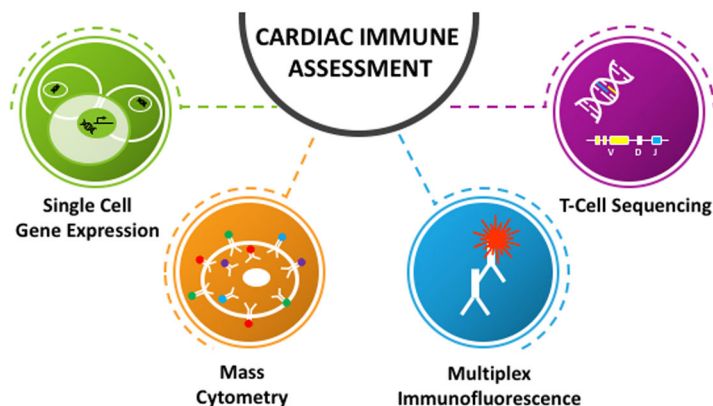 CARDIAC IMMUNE
ASSESSMENT
Single Cell
Gene Expression
Mass
Cytometry
Multiplex
Immunofluorescence
V D J
T-Cell Sequencing